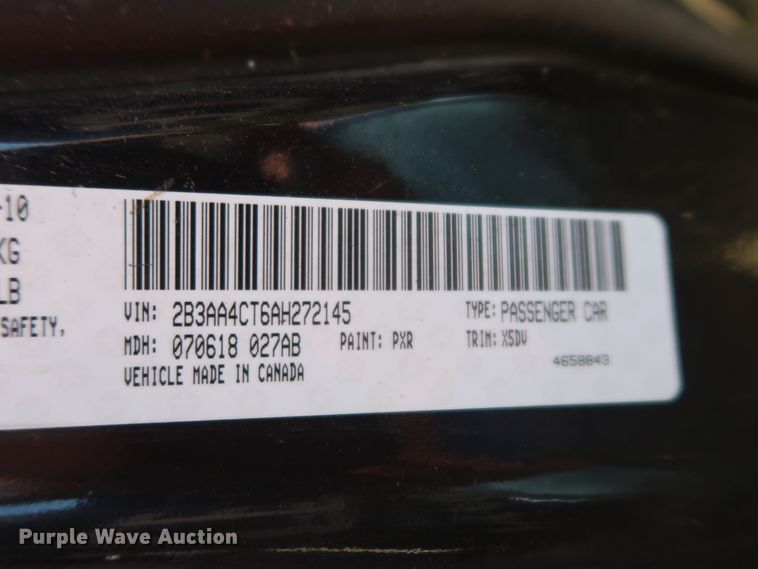 -10
KG
LB
SAFETY,
VIN: 2B3AA4CT6AH272145 TYPE: PASSENGER CAR
MDH: 070618 027AB PAINT: PXR TRIM: X5DV
VEHICLE MADE IN CANADA
4658843
Purple Wave Auction